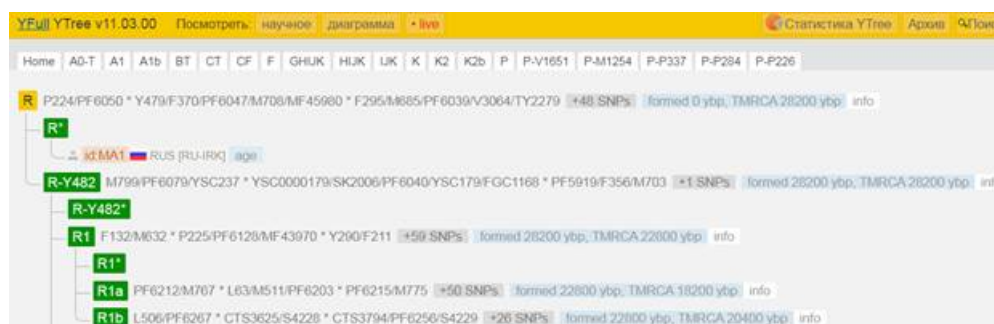 YFull YTree v11.03.00 Посмотреть: научное диаграмма • live Статистика YTree Архив
Home A0-T A1 A1b BT CT CF F GHIJK HIJK IJK K K2 K2b P P-V1651 P-M1254 P-P337 P-P284 P-P226
R P224/PF6050 * Y479/F370/PF6047/M708/MF45980 * F295/M685/PF6039/V3064/TY2279 +48 SNPs formed 0 ybp, TMRCA 28200 ybp info
R*
id:MA1 RUS [RU-IRK] age
R-Y482 M799/PF6079/YSC237 * YSC0000179/SK2006/PF6040/YSC179/FGC1168 * PF5919/F356/M703 +1 SNPs formed 28200 ybp, TMRCA 28200 ybp
R-Y482*
R1 F132/M632 * P225/PF6128/MF43970 * Y290/F211 +59 SNPs formed 28200 ybp, TMRCA 22800 ybp info
R1*
R1a PF6212/M767 * L63/M511/PF6203 * PF6215/M775 +50 SNPs formed 22800 ybp, TMRCA 18200 ybp info
R1b L506/PF6267 * CTS3625/S4228 * CTS3794/PF6256/S4229 +26 SNPs formed 22800 ybp, TMRCA 20400 ybp info